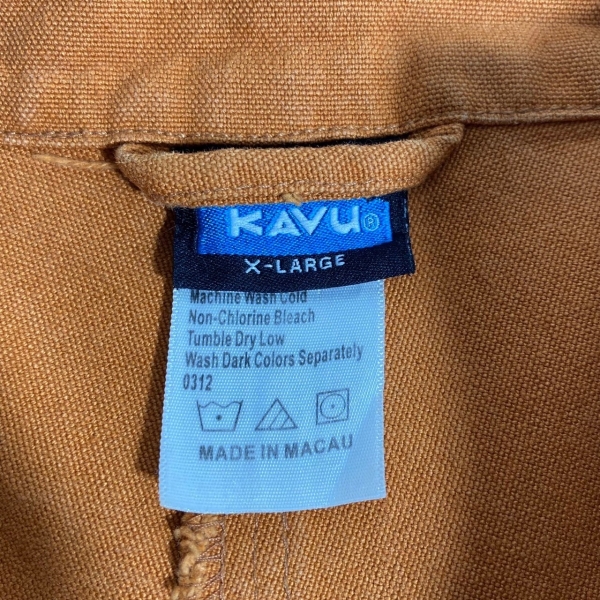 KAVU®
X-LARGE
Machine Wash Cold
Non-Chlorine Bleach
Tumble Dry Low
Wash Dark Colors Separately
0312
MADE IN MACAU